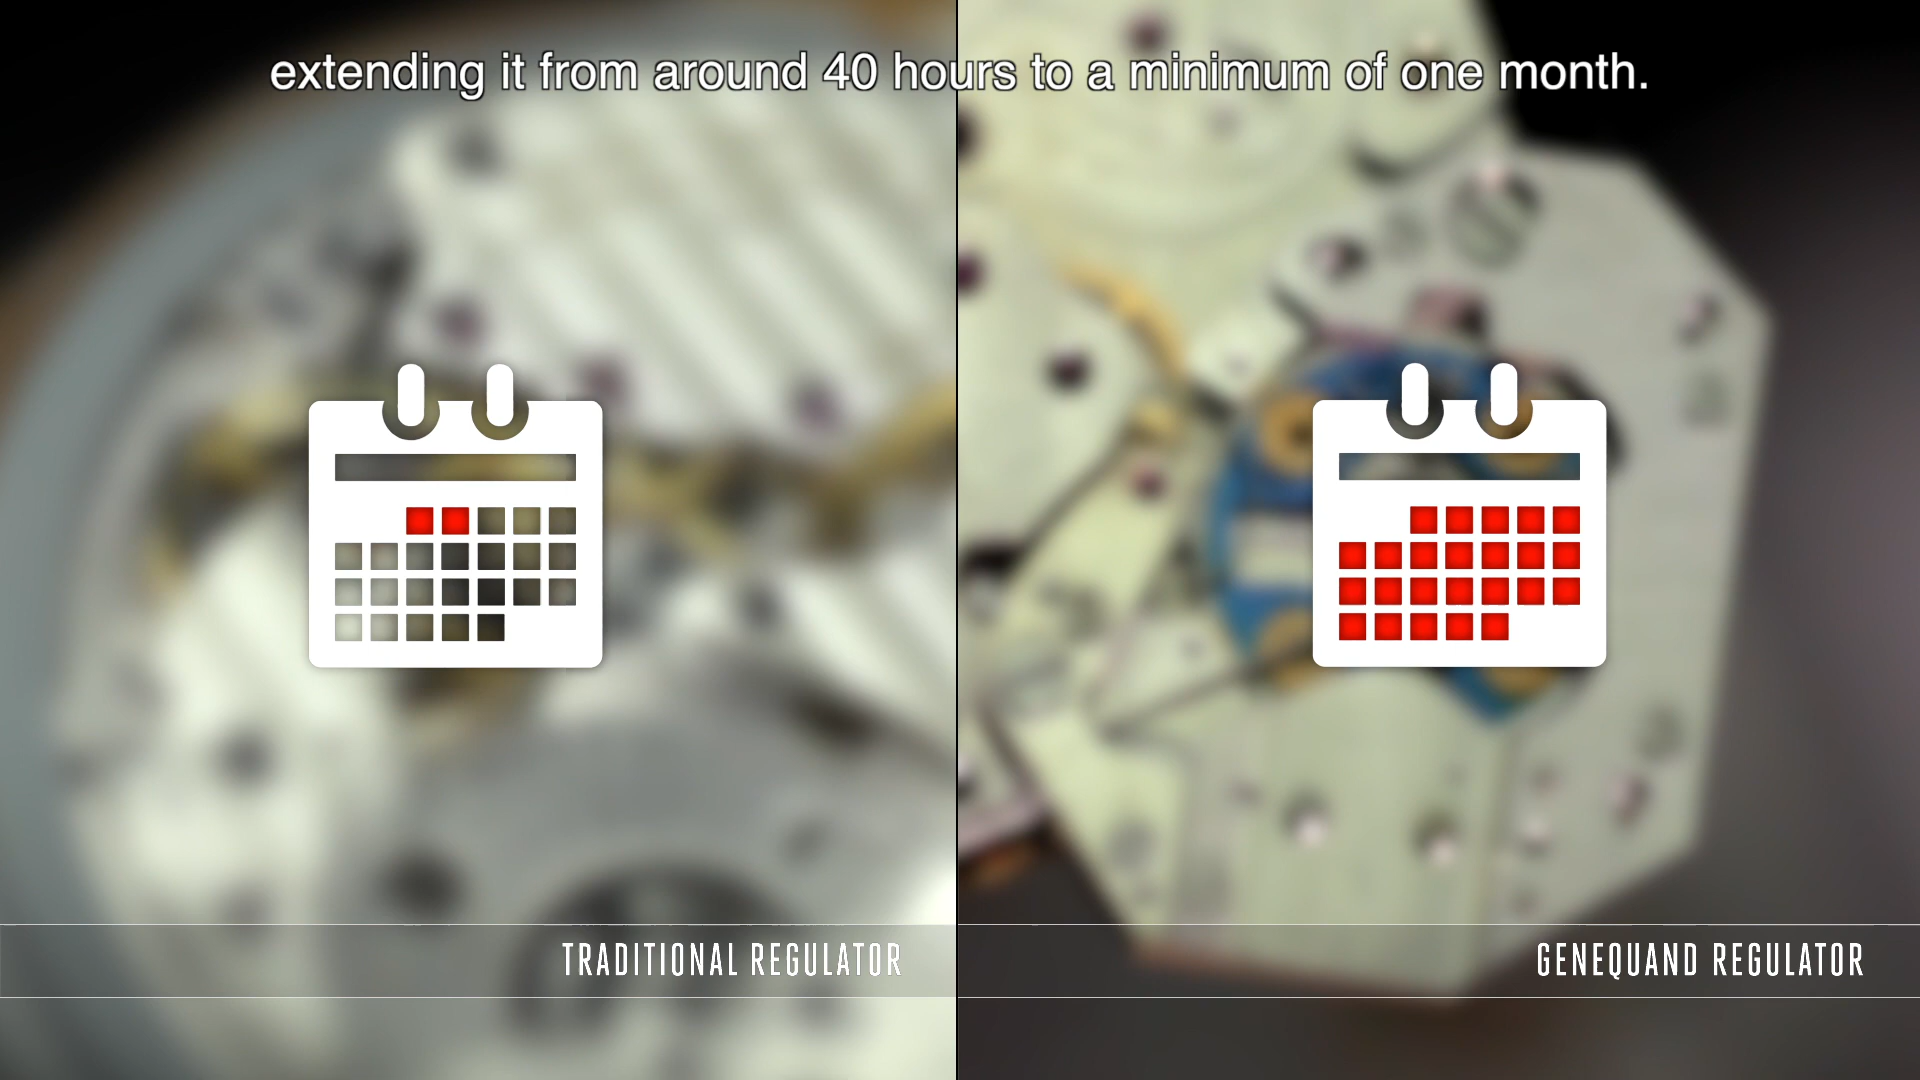 extending it from around 40 hours to a minimum of one month.
TRADITIONAL REGULATOR
GENEQUAND REGULATOR